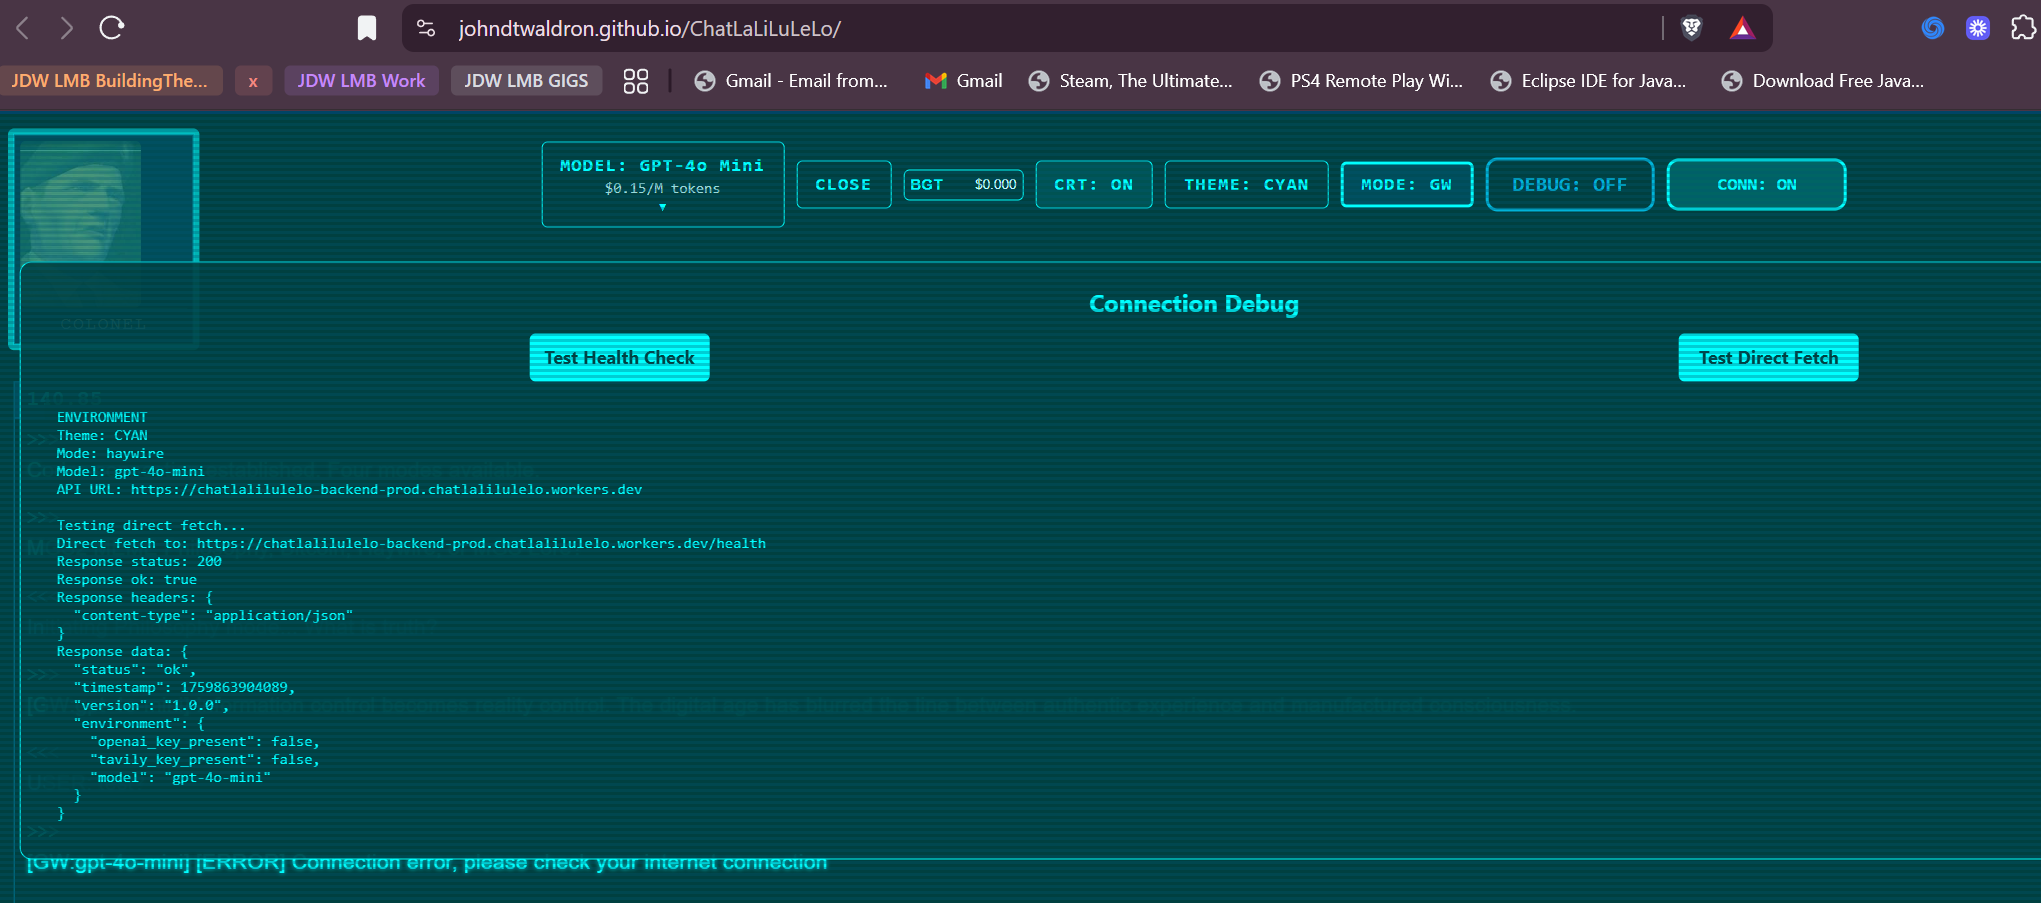 johndtwaldron.github.io/ChatLaLiLuLeLo/
JDW LMB BuildingThe... x JDW LMB Work JDW LMB GIGS Gmail - Email from... Gmail Steam, The Ultimate... PS4 Remote Play Wi... Eclipse IDE for Java... Download Free Java...
MODEL: GPT-4o Mini
$0.15/M tokens
▼
CLOSE
BGT $0.000
CRT: ON
THEME: CYAN
MODE: GW
DEBUG: OFF
CONN: ON
COLONEL
Connection Debug
Test Health Check
Test Direct Fetch
140.85
ENVIRONMENT
Theme: CYAN
Mode: haywire
Model: gpt-4o-mini
API URL: https://chatlalilulelo-backend-prod.chatlalilulelo.workers.dev
Testing direct fetch...
Direct fetch to: https://chatlalilulelo-backend-prod.chatlalilulelo.workers.dev/health
Response status: 200
Response ok: true
Response headers: {
"content-type": "application/json"
}
Response data: {
"status": "ok",
"timestamp": 1759863904089,
"version": "1.0.0",
"environment": {
"openai_key_present": false,
"tavily_key_present": false,
"model": "gpt-4o-mini"
}
}
>>>
[GW:gpt-4o-mini] [ERROR] Connection error, please check your internet connection